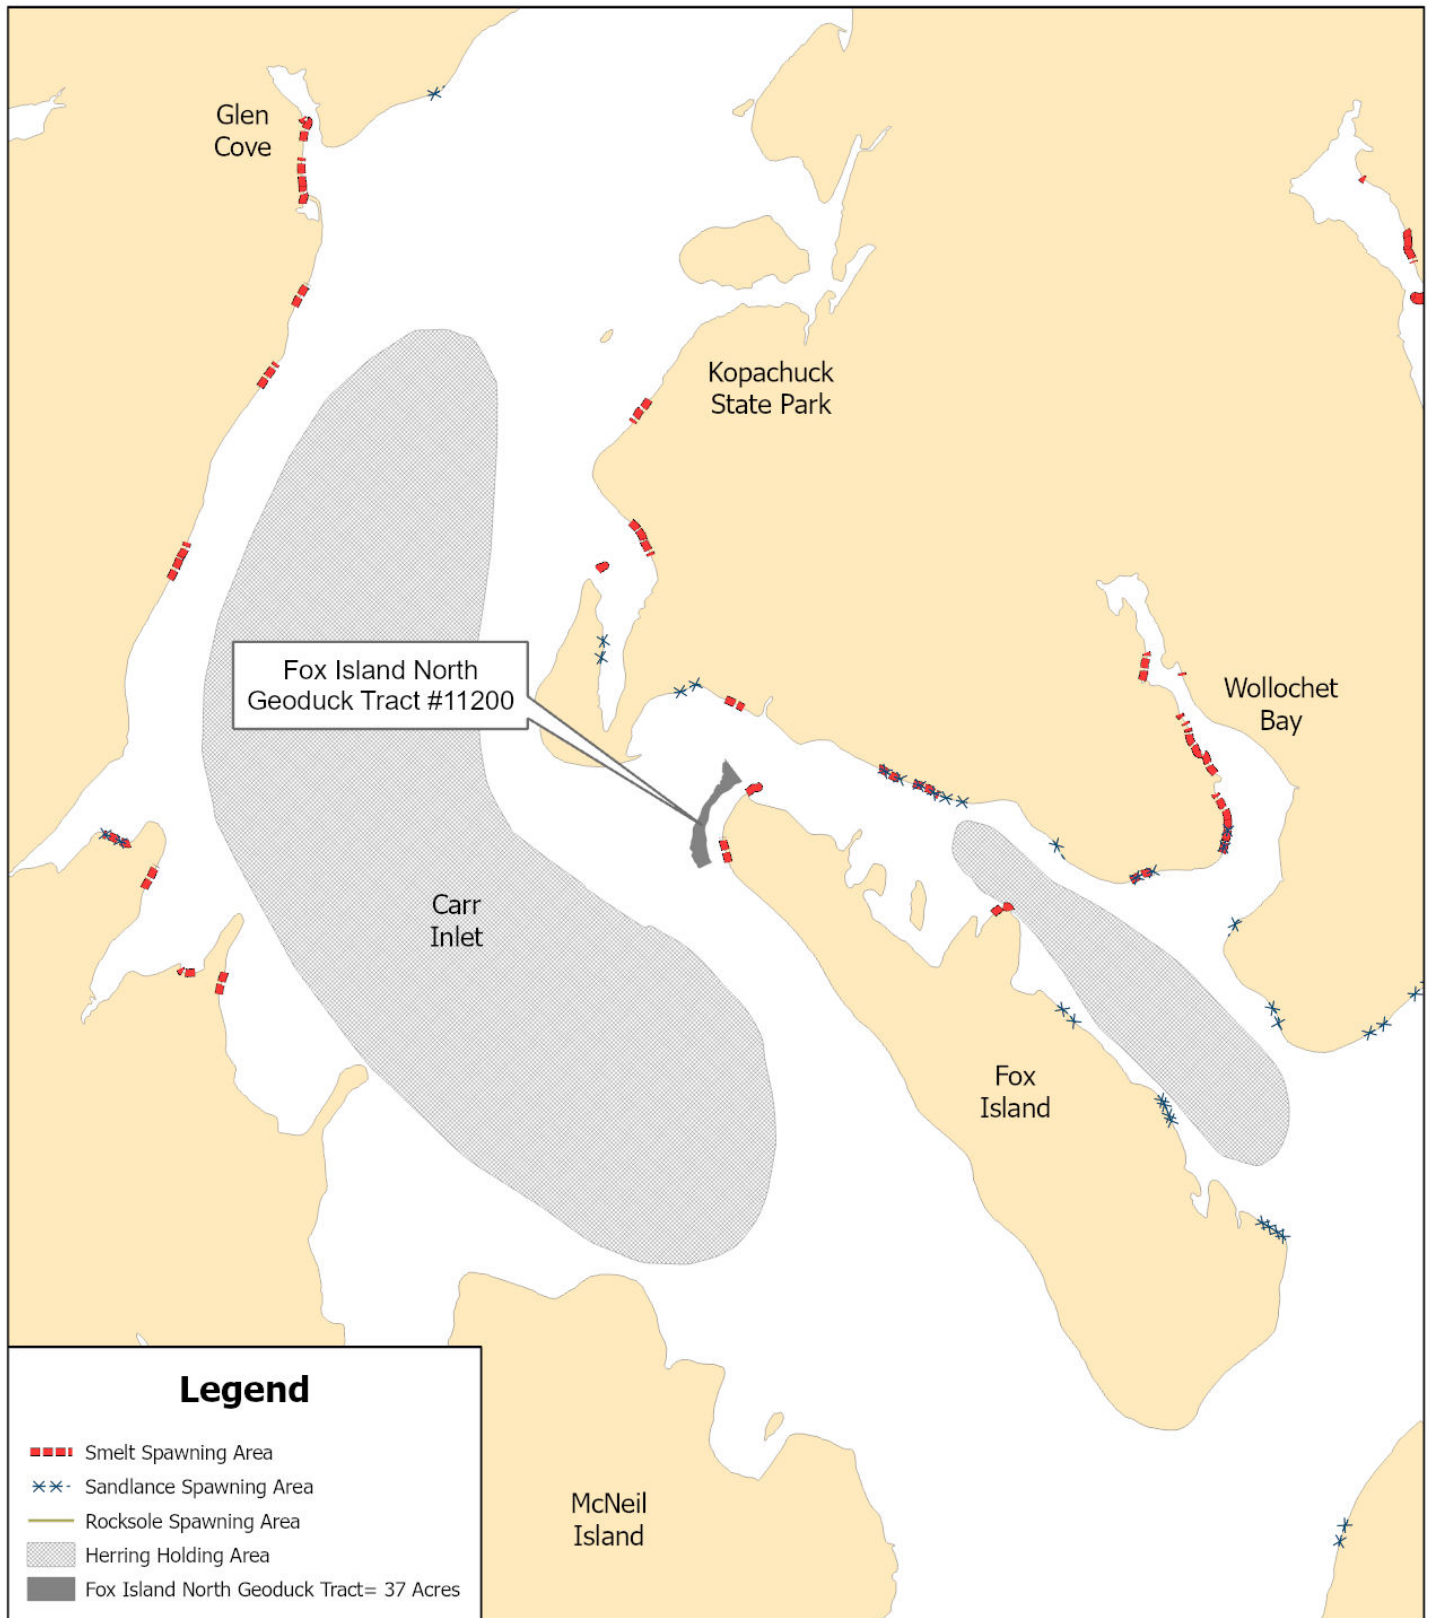 Glen
Cove
Kopachuck
State Park
Fox Island North
Geoduck Tract #11200
Wollochet
Bay
Carr
Inlet
Fox
Island
McNeil
Island
Legend
Smelt Spawning Area
Sandlance Spawning Area
Rocksole Spawning Area
Herring Holding Area
Fox Island North Geoduck Tract= 37 Acres